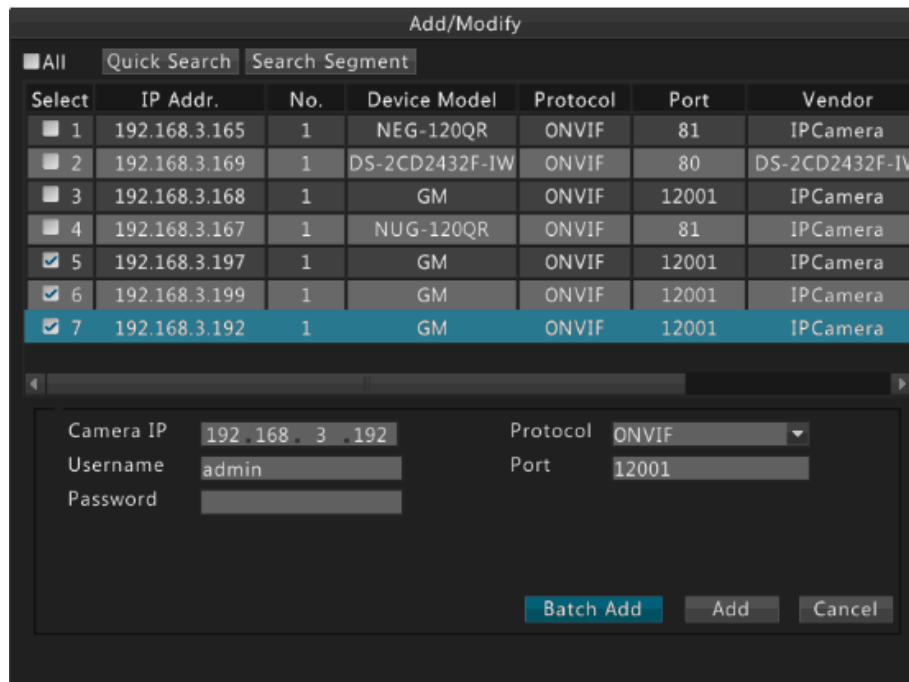 Add/Modify
All Quick Search Search Segment
Select IP Addr. No. Device Model Protocol Port Vendor
1 192.168.3.165 1 NEG-120QR ONVIF 81 IPCamera
2 192.168.3.169 1 DS-2CD2432F-IW ONVIF 80 DS-2CD2432F-IW
3 192.168.3.168 1 GM ONVIF 12001 IPCamera
4 192.168.3.167 1 NUG-120QR ONVIF 81 IPCamera
5 192.168.3.197 1 GM ONVIF 12001 IPCamera
6 192.168.3.199 1 GM ONVIF 12001 IPCamera
7 192.168.3.192 1 GM ONVIF 12001 IPCamera
Camera IP 192.168. 3 .192 Protocol ONVIF
Username admin Port 12001
Password
Batch Add Add Cancel